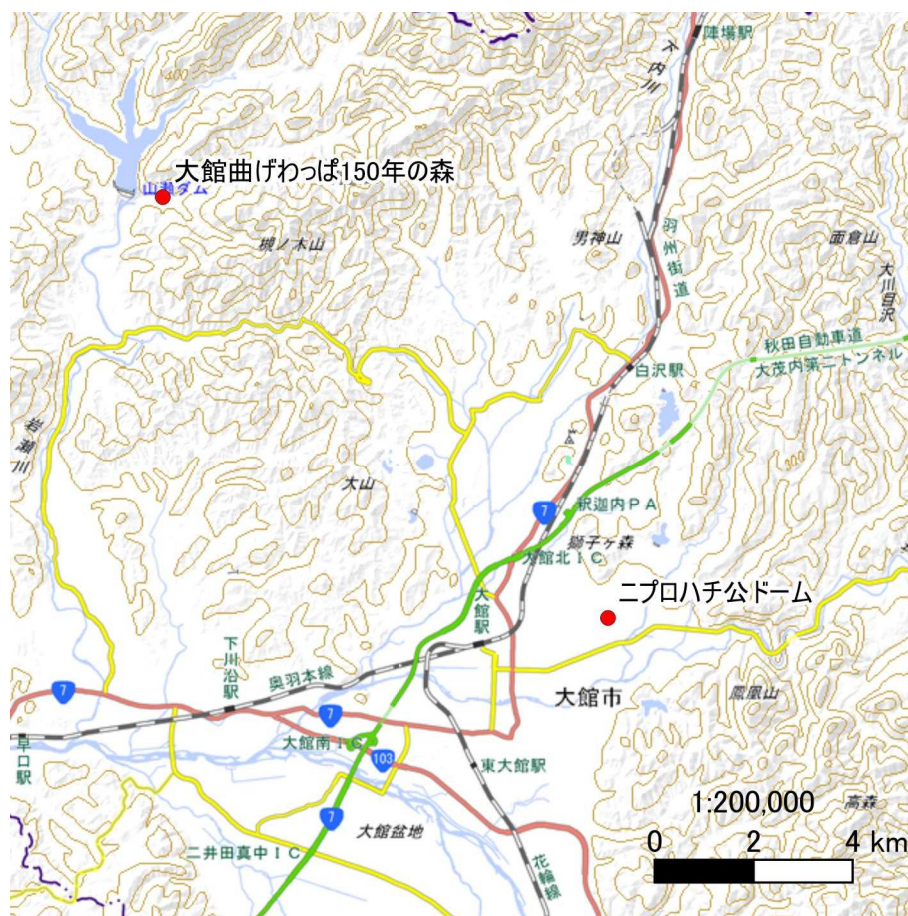 陣場駅
下内川
400
大館曲げわっぱ150年の森
山瀬ダム
槻ノ木山
男神山
羽州街道
面倉山
大川目沢
秋田自動車道
大茂内第二トンネル
白沢駅
岩瀬川
大山
300
7
釈迦内PA
獅子ヶ森
大館北IC
大館駅
ニプロハチ公ドーム
下川沿駅
奥羽本線
7
大館市
鳳凰山
7
早口駅
大館南IC
103
東大館駅
1:200,000
高森
0 2 4 km
7
大館盆地
二井田真中IC
花輪線